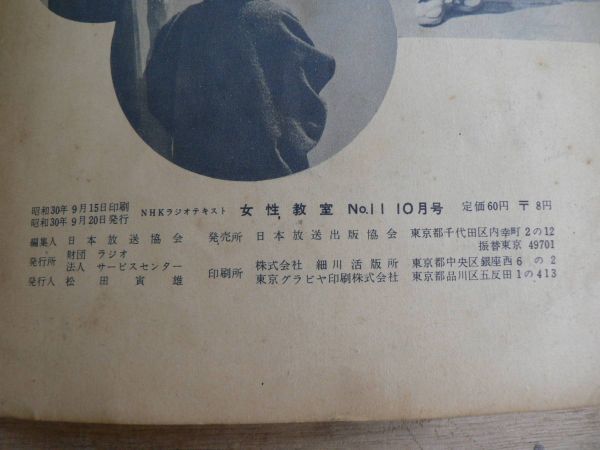 昭和30年9月15日印刷
昭和30年9月20日発行
NHKラジオテキスト 女性教室 No.11 10月号 定価60円 〒8円
編集人 日本放送協会 発売所 日本放送出版協会 東京都千代田区内幸町2の12
振替東京 49701
発行所 財団法人 ラジオサービスセンター 印刷所 株式会社 細川活版所 東京都中央区銀座西6の2
発行人 松田寅雄 東京グラビヤ印刷株式会社 東京都品川区五反田1の413